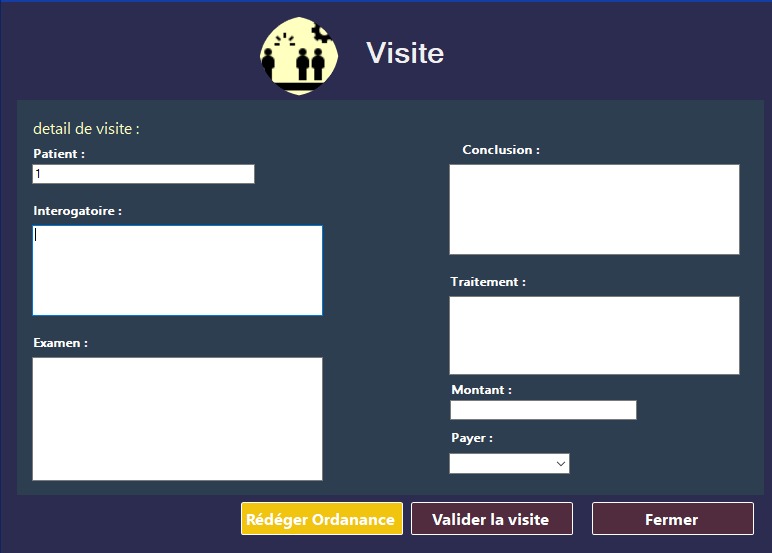 Visite
detail de visite :
Patient :
1
Interogatoire :
Examen :
Conclusion :
Traitement :
Montant :
Payer :
Rédéger Ordanance
Valider la visite
Fermer